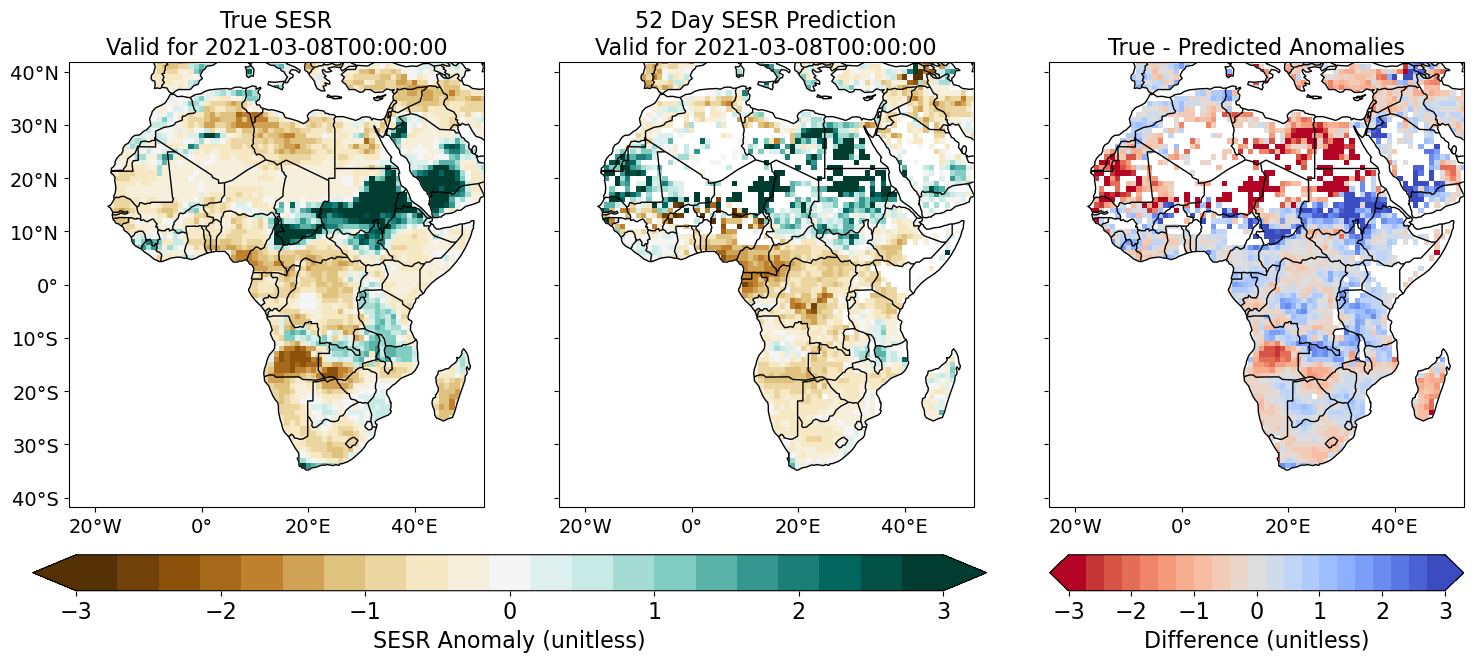 True SESR
Valid for 2021-03-08T00:00:00
52 Day SESR Prediction
Valid for 2021-03-08T00:00:00
True - Predicted Anomalies
40°N
30°N
20°N
10°N
0°
10°S
20°S
30°S
40°S
20°W 0° 20°E 40°E
20°W 0° 20°E 40°E
20°W 0° 20°E 40°E
−3 −2 −1 0 1 2 3
SESR Anomaly (unitless)
−3 −2 −1 0 1 2 3
Difference (unitless)